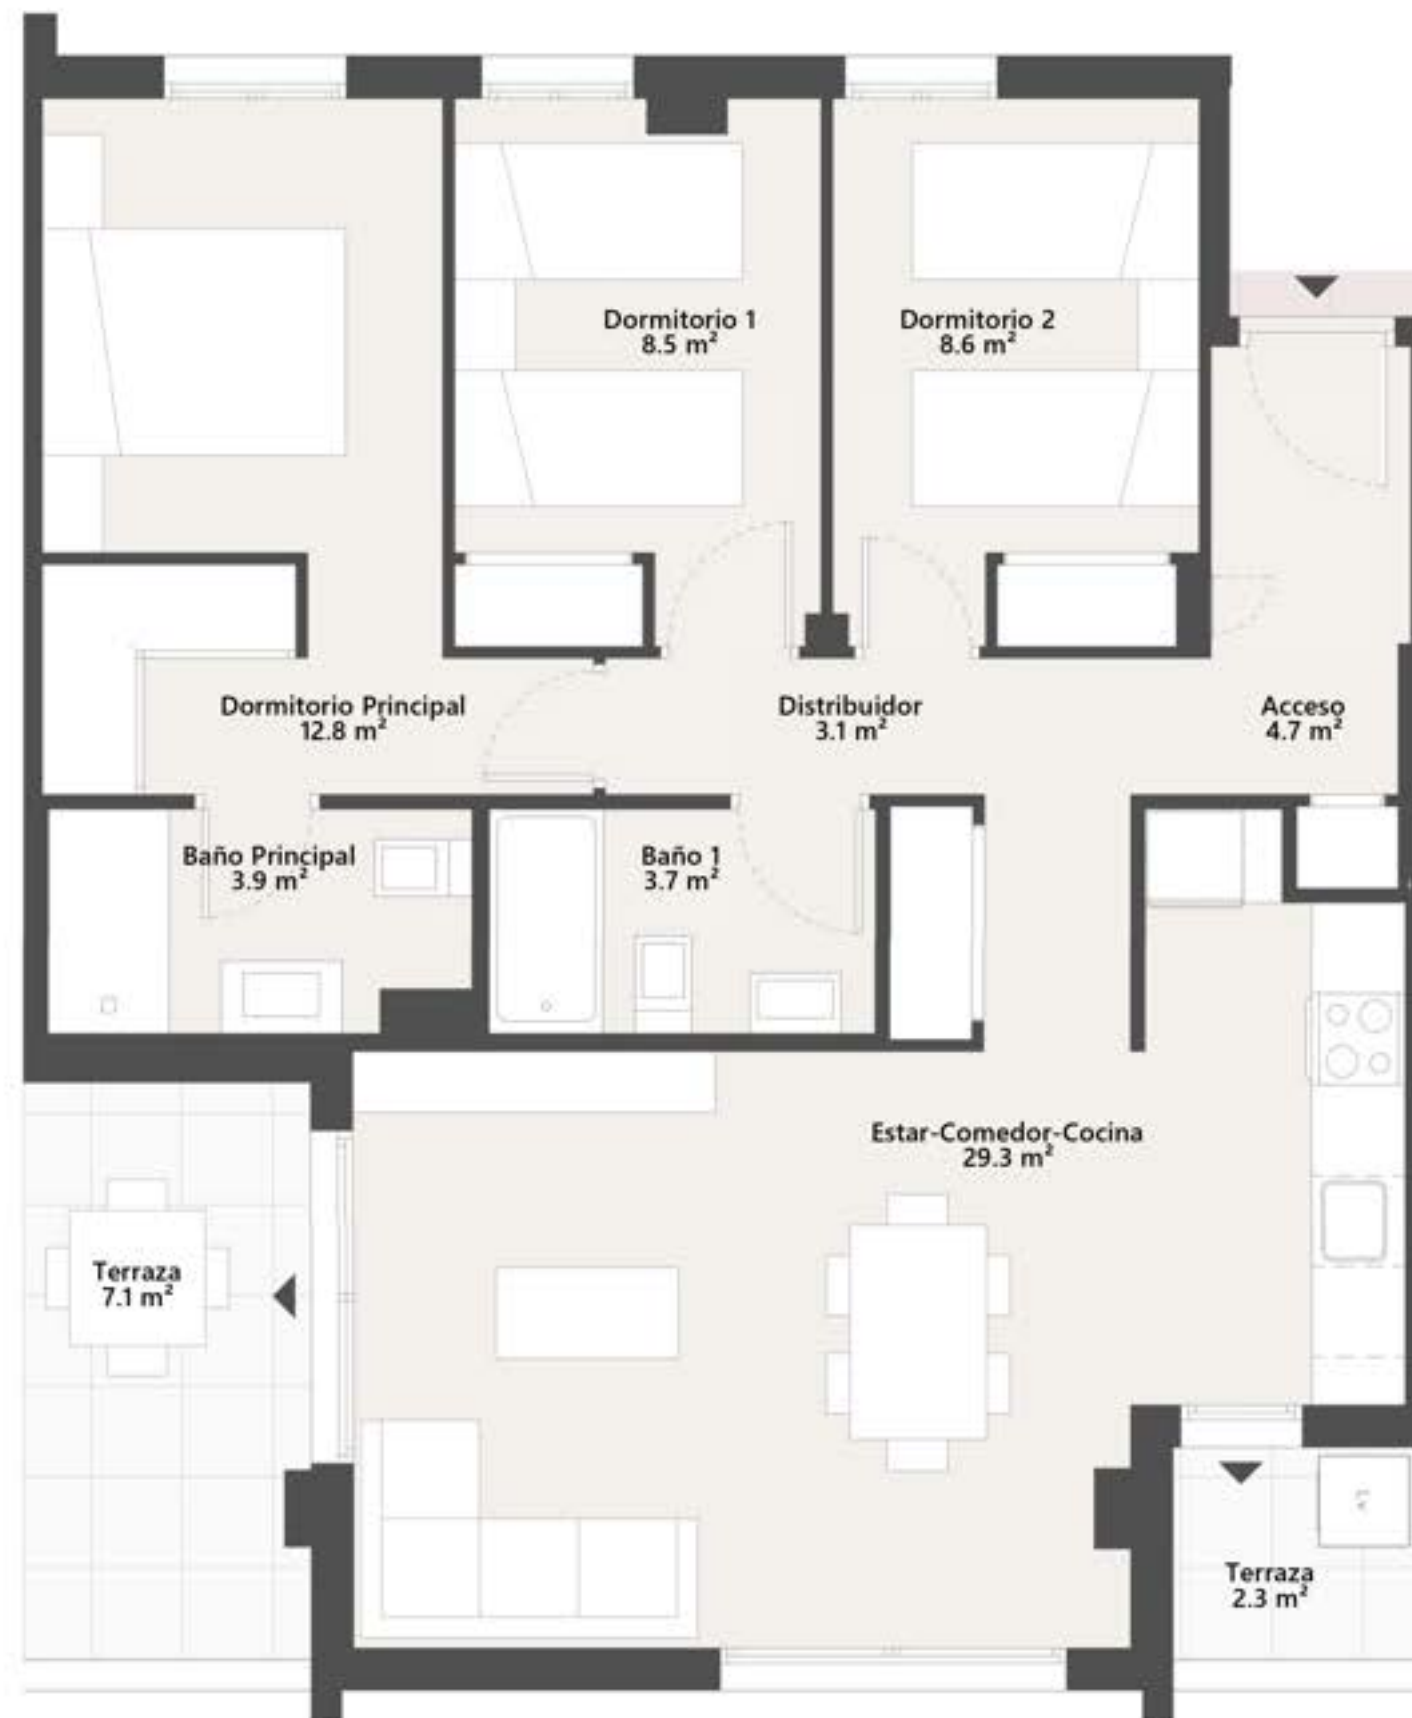 Dormitorio 1
8.5 m²
Dormitorio 2
8.6 m²
Dormitorio Principal
12.8 m²
Distribuidor
3.1 m²
Acceso
4.7 m²
Baño Principal
3.9 m²
Baño 1
3.7 m²
Estar-Comedor-Cocina
29.3 m²
Terraza
7.1 m²
Terraza
2.3 m²